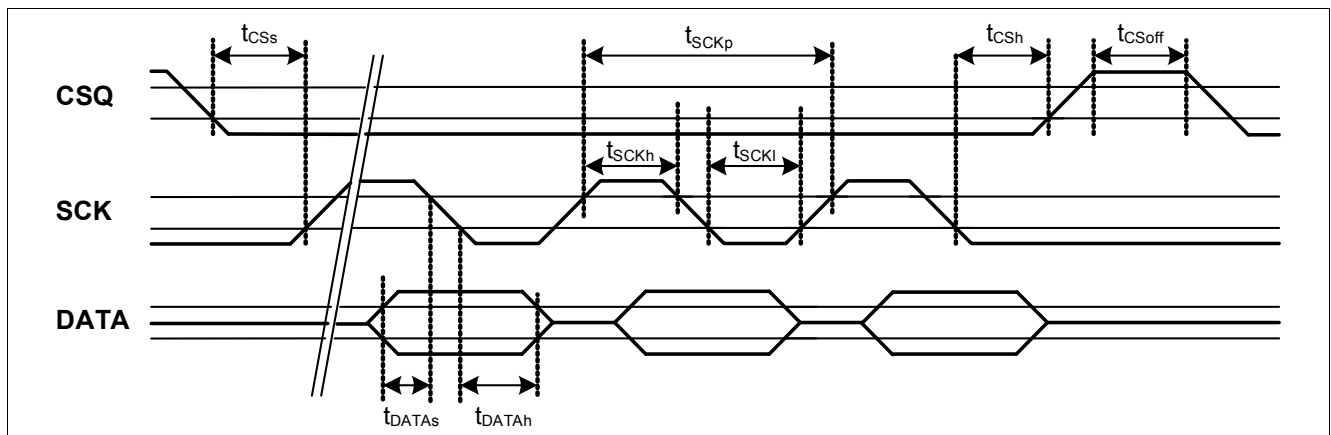 tCSs
tSCKp
tCSh
tCSoff
CSQ
tSCKh
tSCKl
SCK
DATA
tDATAs
tDATAh